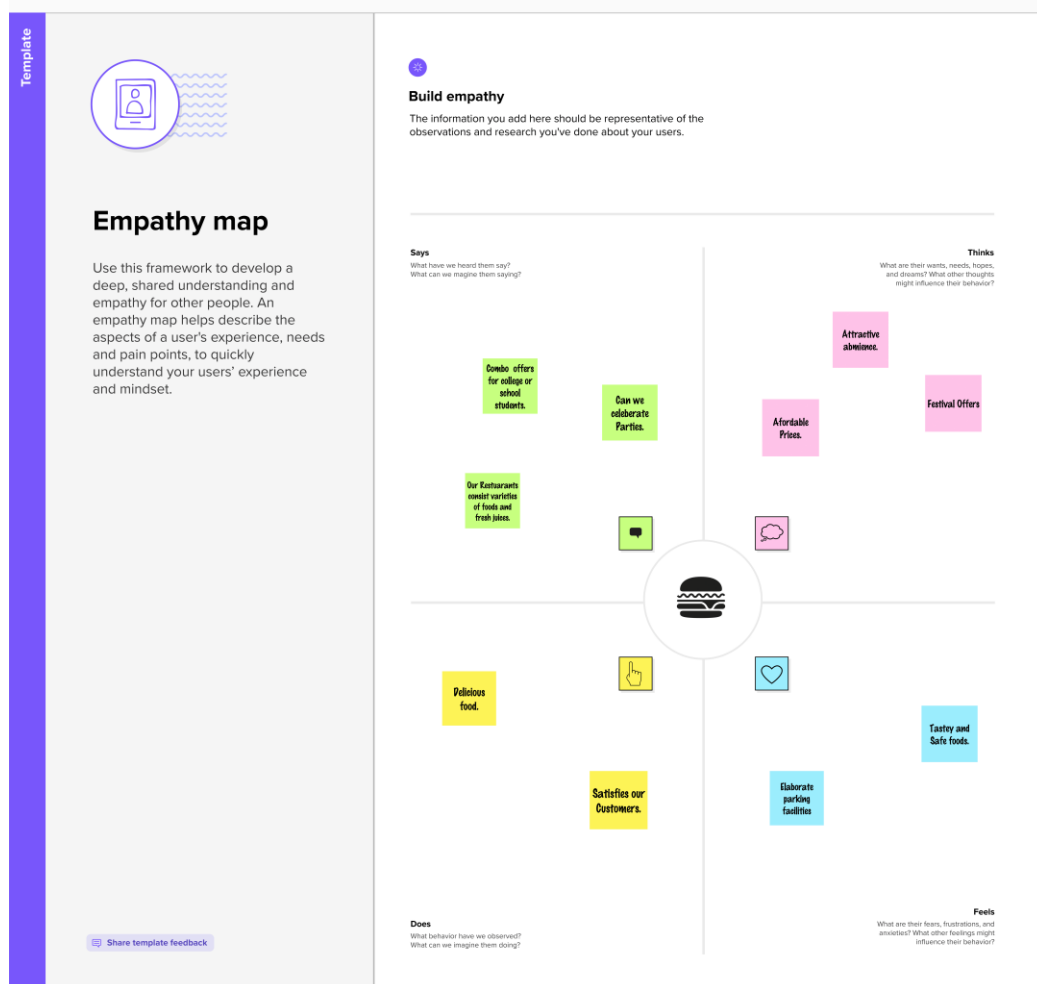 Template
Empathy map
Use this framework to develop a
deep, shared understanding and
empathy for other people. An
empathy map helps describe the
aspects of a user's experience, needs
and pain points, to quickly
understand your users’ experience
and mindset.
Share template feedback
Build empathy
The information you add here should be representative of the
observations and research you've done about your users.
Says
What have we heard them say?
What can we magine them saying?
Combo offers
for college or
school
students.
Can we
celeberate
Parties.
Our Restuarants
consist varieties
of foods and
fresh juices.
Thinks
What are their wants, needs, hopes,
and dreams? What other thoughts
might influence their behavior?
Attractive
abmience.
Festival Offers
Afordable
Prices.
Delicious
food.
Satisfies our
Customers.
Does
What behavior have we observed?
What can we imagine them doing?
Tastey and
Safe foods.
Elaborate
parking
facilities
Feels
What are their fears, frustrations, and
anxieties? What other feelings might
influence their behavior?